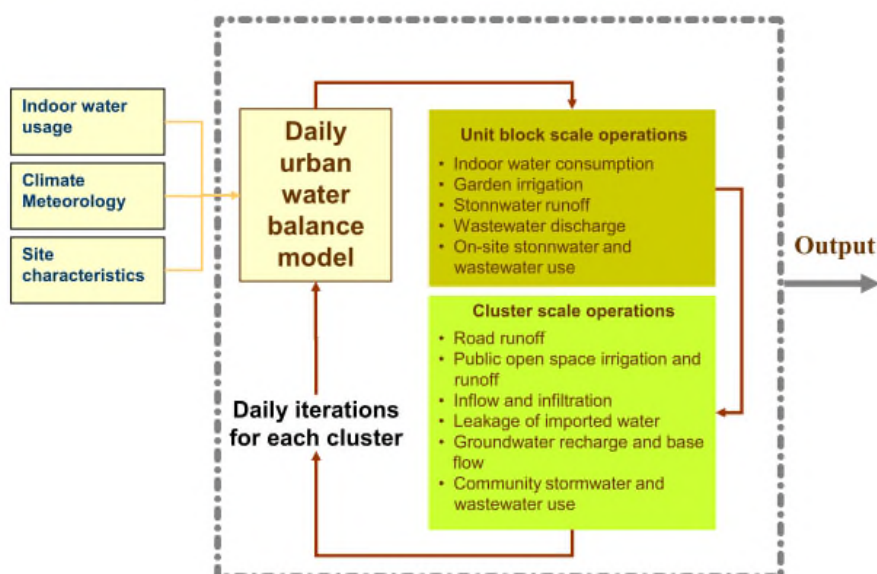 Indoor water
usage
Climate
Meteorology
Site
characteristics
Daily
urban
water
balance
model
Unit block scale operations
• Indoor water consumption
• Garden irrigation
• Stonnwater runoff
• Wastewater discharge
• On-site stonnwater and
wastewater use
Cluster scale operations
• Road runoff
• Public open space irrigation and
runoff
• Inflow and infiltration
• Leakage of imported water
• Groundwater recharge and base
flow
• Community stormwater and
wastewater use
Daily iterations
for each cluster
Output